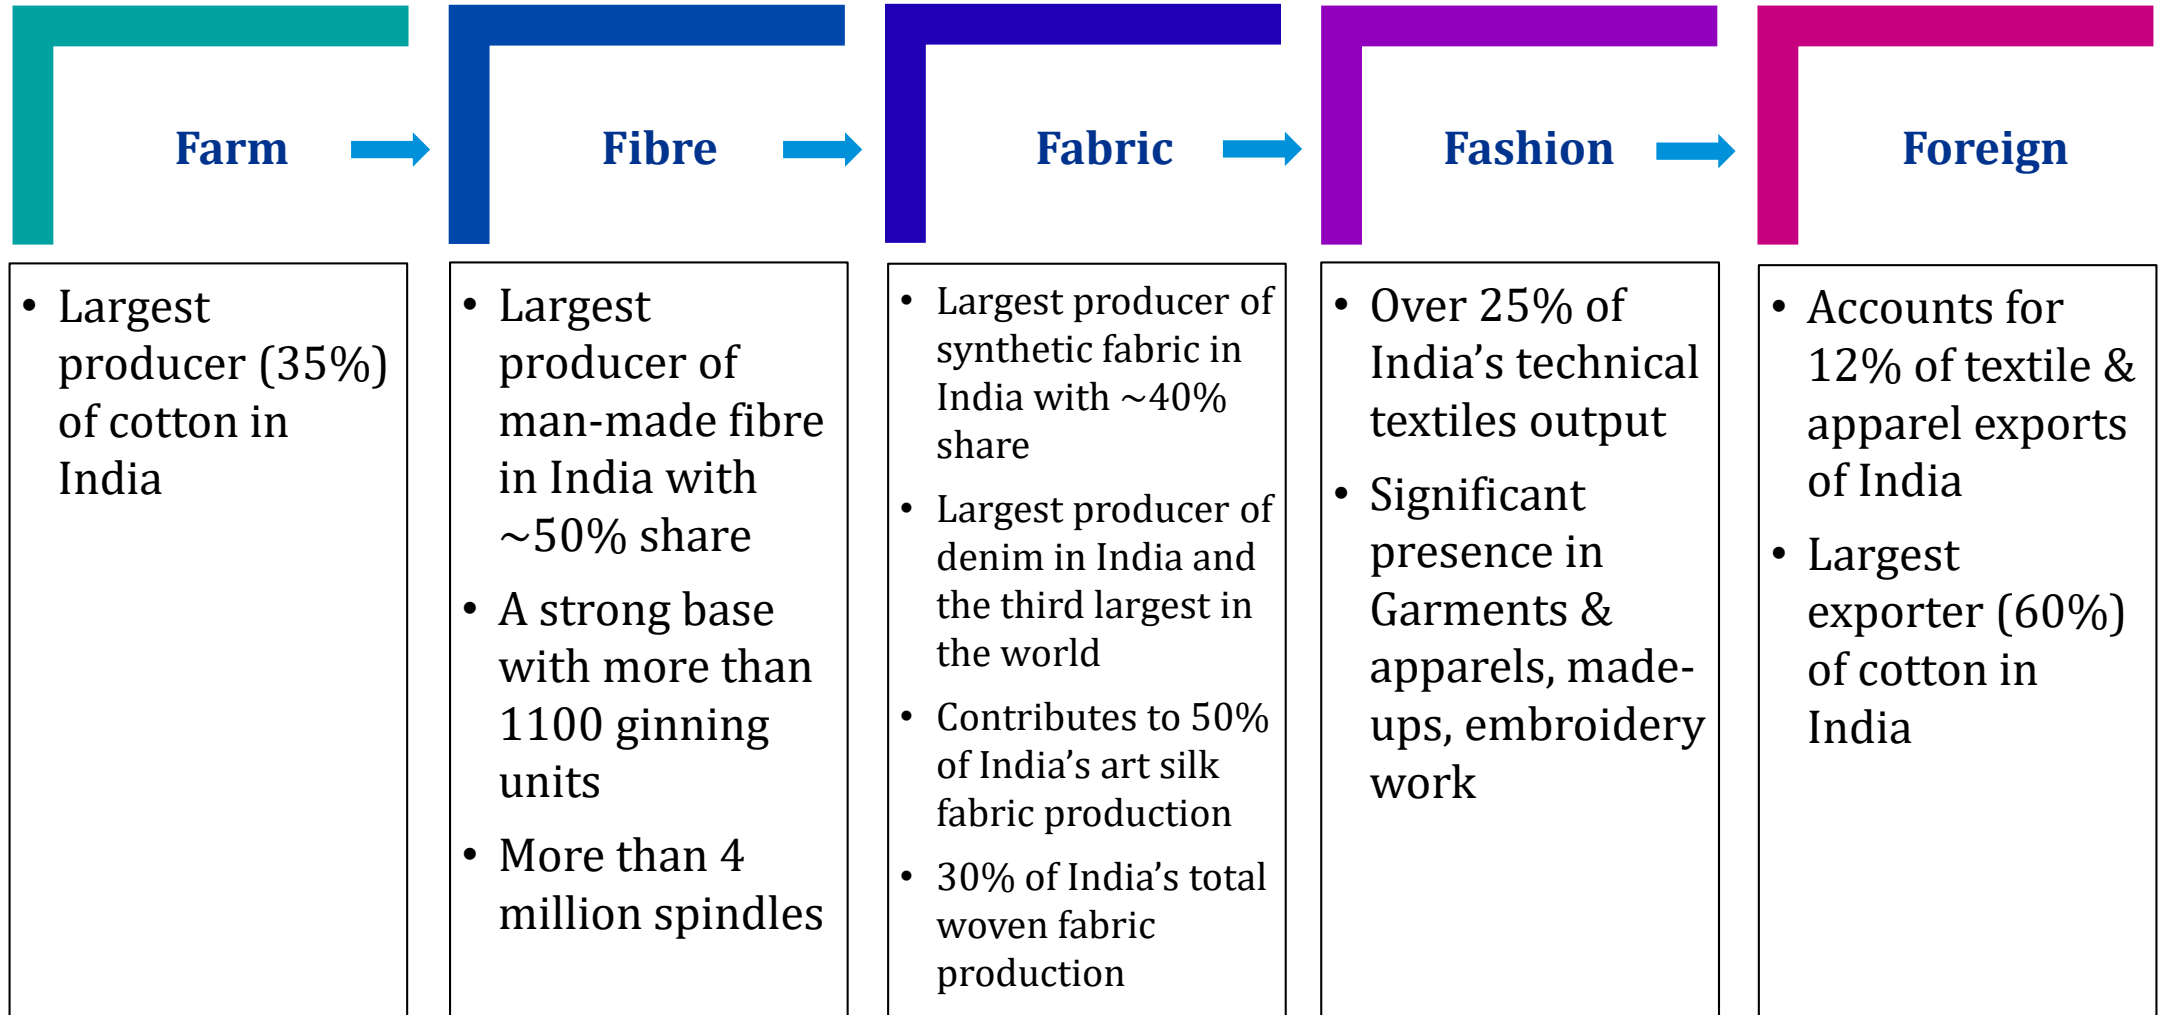 Farm
Fibre
Fabric
Fashion
Foreign
• Largest
producer (35%)
of cotton in
India
• Largest
producer of
man-made fibre
in India with
~50% share
• A strong base
with more than
1100 ginning
units
• More than 4
million spindles
• Largest producer of
synthetic fabric in
India with ~40%
share
• Largest producer of
denim in India and
the third largest in
the world
• Contributes to 50%
of India’s art silk
fabric production
• 30% of India’s total
woven fabric
production
• Over 25% of
India’s technical
textiles output
• Significant
presence in
Garments &
apparels, made-
ups, embroidery
work
• Accounts for
12% of textile &
apparel exports
of India
• Largest
exporter (60%)
of cotton in
India